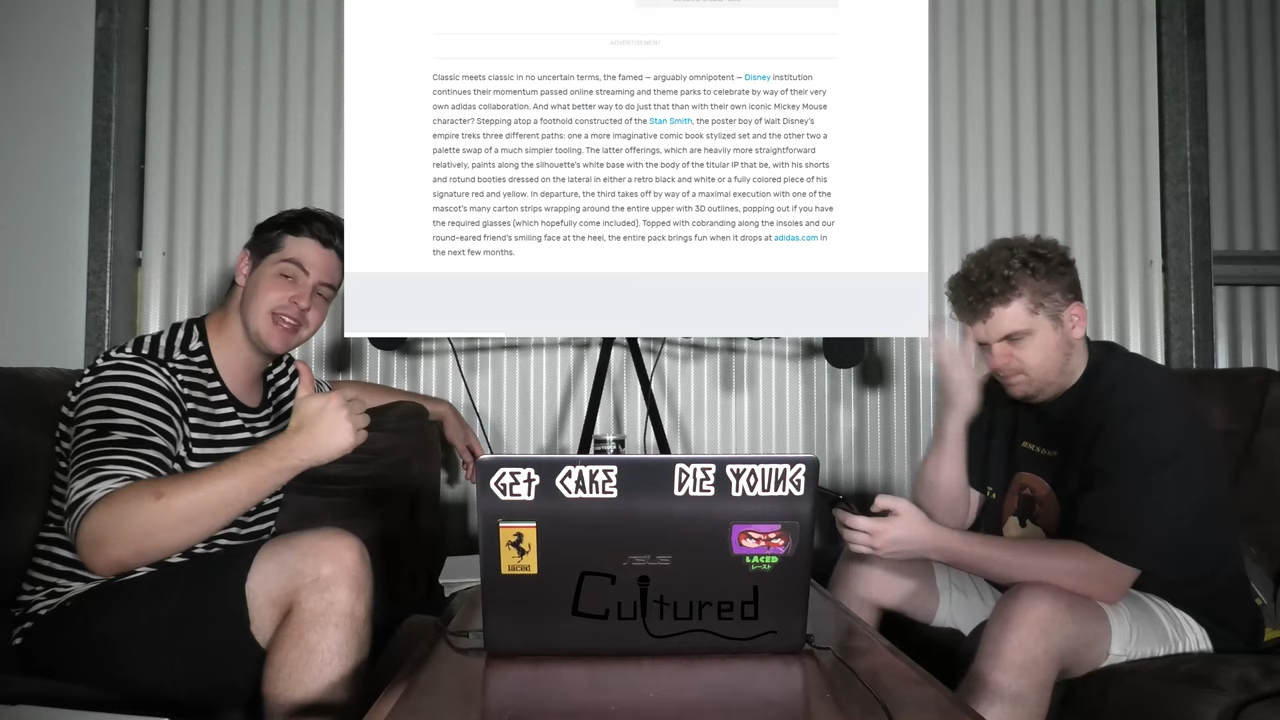 ADVERTISEMENT
Classic meets classic in no uncertain terms, the famed — arguably omnipotent — Disney institution
continues their momentum passed online streaming and theme parks to celebrate by way of their very
own adidas collaboration. And what better way to do just that than with their own iconic Mickey Mouse
character? Stepping atop a foothold constructed of the Stan Smith, the poster boy of Walt Disney's
empire treks three different paths: one a more imaginative comic book stylized set and the other two a
palette swap of a much simpler tooling. The latter offerings, which are heavily more straightforward
relatively, paints along the silhouette's white base with the body of the titular IP that be, with his shorts
and rotund booties dressed on the lateral in either a retro black and white or a fully colored piece of his
signature red and yellow. In departure, the third takes off by way of a maximal execution with one of the
mascot's many carton strips wrapping around the entire upper with 3D outlines, popping out if you have
the required glasses (which hopefully come included). Topped with cobranding along the insoles and our
round-eared friend's smiling face at the heel, the entire pack brings fun when it drops at adidas.com in
the next few months.
GET CAKE DIE YOUNG
laced
LACED
レースト
ASUS
Cultured
JESUS IS KING